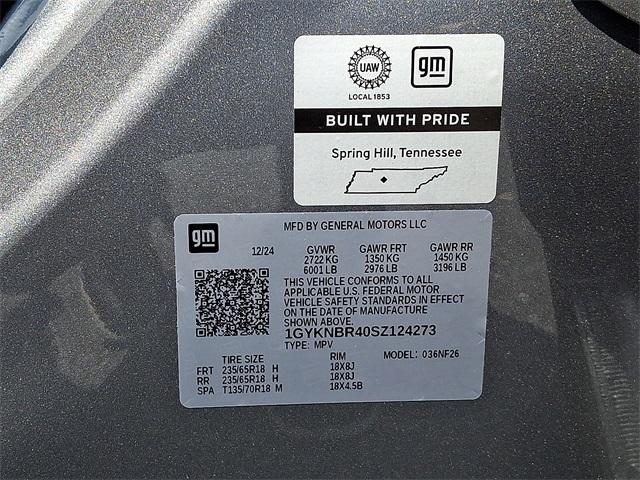 UAW
gm
LOCAL 1853
BUILT WITH PRIDE
Spring Hill, Tennessee
gm
MFD BY GENERAL MOTORS LLC
12/24 GVWR GAWR FRT GAWR RR
2722 KG 1350 KG 1450 KG
6001 LB 2976 LB 3196 LB
THIS VEHICLE CONFORMS TO ALL
APPLICABLE U.S. FEDERAL MOTOR
VEHICLE SAFETY STANDARDS IN EFFECT
ON THE DATE OF MANUFACTURE
SHOWN ABOVE.
1GYKNBR40SZ124273
TYPE: MPV MODEL: 036NF26
TIRE SIZE RIM
FRT 235/65R18 H 18X8J
RR 235/65R18 H 18X8J
SPA T135/70R18 M 18X4.5B